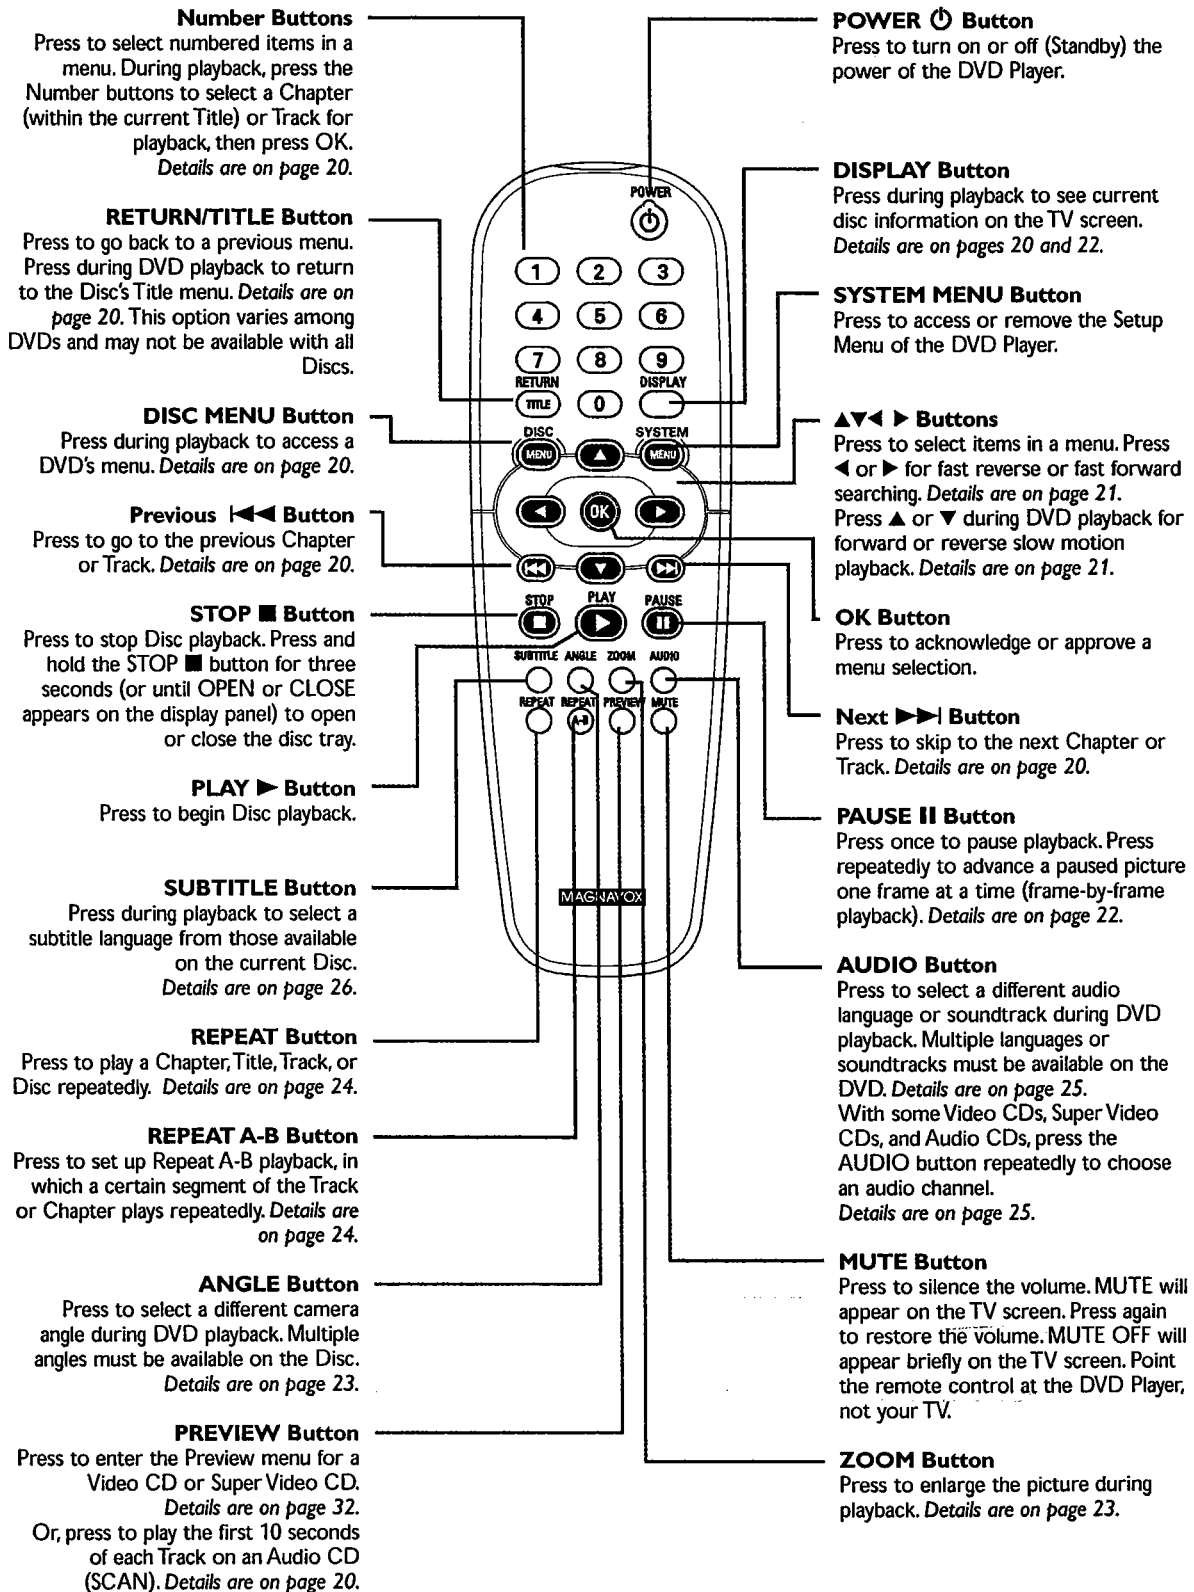 Number Buttons
Press to select numbered items in a
menu. During playback, press the
Number buttons to select a Chapter
(within the current Title) or Track for
playback, then press OK.
Details are on page 20.
RETURN/TITLE Button
Press to go back to a previous menu.
Press during DVD playback to return
to the Disc's Title menu. Details are on
page 20. This option varies among
DVDs and may not be available with all
Discs.
DISC MENU Button
Press during playback to access a
DVD's menu. Details are on page 20.
Previous ⏮ Button
Press to go to the previous Chapter
or Track. Details are on page 20.
STOP ■ Button
Press to stop Disc playback. Press and
hold the STOP ■ button for three
seconds (or until OPEN or CLOSE
appears on the display panel) to open
or close the disc tray.
PLAY ▶ Button
Press to begin Disc playback.
SUBTITLE Button
Press during playback to select a
subtitle language from those available
on the current Disc.
Details are on page 26.
REPEAT Button
Press to play a Chapter, Title, Track, or
Disc repeatedly. Details are on page 24.
REPEAT A-B Button
Press to set up Repeat A-B playback, in
which a certain segment of the Track
or Chapter plays repeatedly. Details are
on page 24.
ANGLE Button
Press to select a different camera
angle during DVD playback. Multiple
angles must be available on the Disc.
Details are on page 23.
PREVIEW Button
Press to enter the Preview menu for a
Video CD or Super Video CD.
Details are on page 32.
Or, press to play the first 10 seconds
of each Track on an Audio CD
(SCAN). Details are on page 20.
POWER
1 2 3
4 5 6
7 8 9
RETURN DISPLAY
TITLE 0
DISC SYSTEM
MENU ▲ MENU
◀ OK ▶
⏮ ▼ ⏭
STOP PLAY PAUSE
SUBTITLE ANGLE ZOOM AUDIO
REPEAT REPEAT PREVIEW MUTE
A-B
MAGNAVOX
POWER ⏻ Button
Press to turn on or off (Standby) the
power of the DVD Player.
DISPLAY Button
Press during playback to see current
disc information on the TV screen.
Details are on pages 20 and 22.
SYSTEM MENU Button
Press to access or remove the Setup
Menu of the DVD Player.
▲▼◀ ▶ Buttons
Press to select items in a menu. Press
◀ or ▶ for fast reverse or fast forward
searching. Details are on page 21.
Press ▲ or ▼ during DVD playback for
forward or reverse slow motion
playback. Details are on page 21.
OK Button
Press to acknowledge or approve a
menu selection.
Next ⏭ Button
Press to skip to the next Chapter or
Track. Details are on page 20.
PAUSE II Button
Press once to pause playback. Press
repeatedly to advance a paused picture
one frame at a time (frame-by-frame
playback). Details are on page 22.
AUDIO Button
Press to select a different audio
language or soundtrack during DVD
playback. Multiple languages or
soundtracks must be available on the
DVD. Details are on page 25.
With some Video CDs, Super Video
CDs, and Audio CDs, press the
AUDIO button repeatedly to choose
an audio channel.
Details are on page 25.
MUTE Button
Press to silence the volume. MUTE will
appear on the TV screen. Press again
to restore the volume. MUTE OFF will
appear briefly on the TV screen. Point
the remote control at the DVD Player,
not your TV.
ZOOM Button
Press to enlarge the picture during
playback. Details are on page 23.